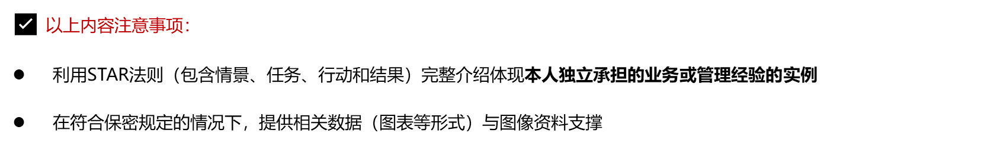 以上内容注意事项：
利用STAR法则（包含情景、任务、行动和结果）完整介绍体现本人独立承担的业务或管理经验的实例
在符合保密规定的情况下，提供相关数据（图表等形式）与图像资料支撑